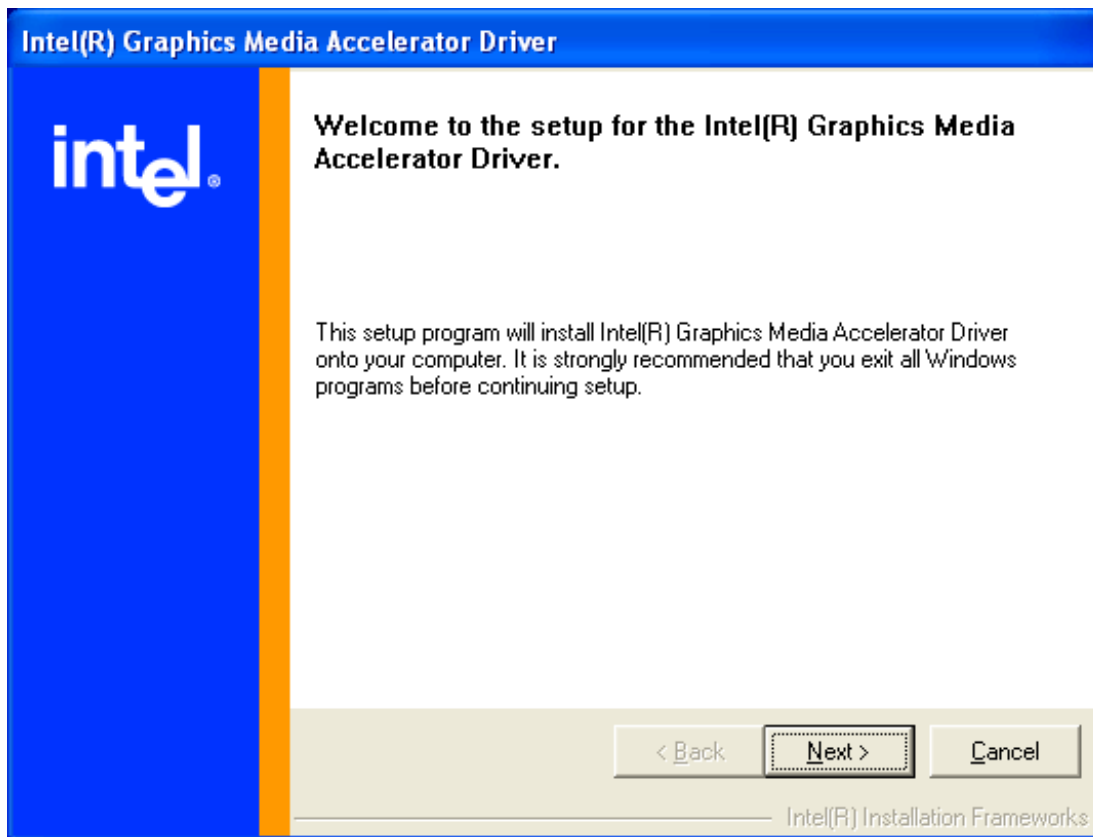 Intel(R) Graphics Media Accelerator Driver
intel®
Welcome to the setup for the Intel(R) Graphics Media
Accelerator Driver.
This setup program will install Intel(R) Graphics Media Accelerator Driver
onto your computer. It is strongly recommended that you exit all Windows
programs before continuing setup.
< Back
Next >
Cancel
Intel(R) Installation Frameworks